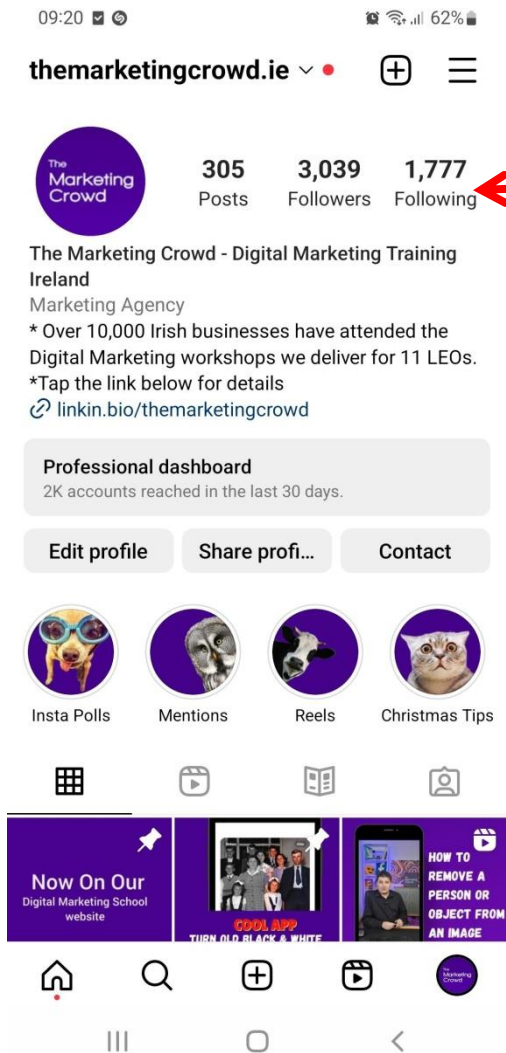 09:20
62%
themarketingcrowd.ie
The
Marketing
Crowd
305 3,039 1,777
Posts Followers Following
The Marketing Crowd - Digital Marketing Training
Ireland
Marketing Agency
* Over 10,000 Irish businesses have attended the
Digital Marketing workshops we deliver for 11 LEOs.
*Tap the link below for details
linkin.bio/themarketingcrowd
Professional dashboard
2K accounts reached in the last 30 days.
Edit profile Share profi... Contact
Insta Polls Mentions Reels Christmas Tips
Now On Our
Digital Marketing School
website
COOL APP
TURN OLD BLACK & WHITE
HOW TO
REMOVE A
PERSON OR
OBJECT FROM
AN IMAGE
The
Marketing
Crowd